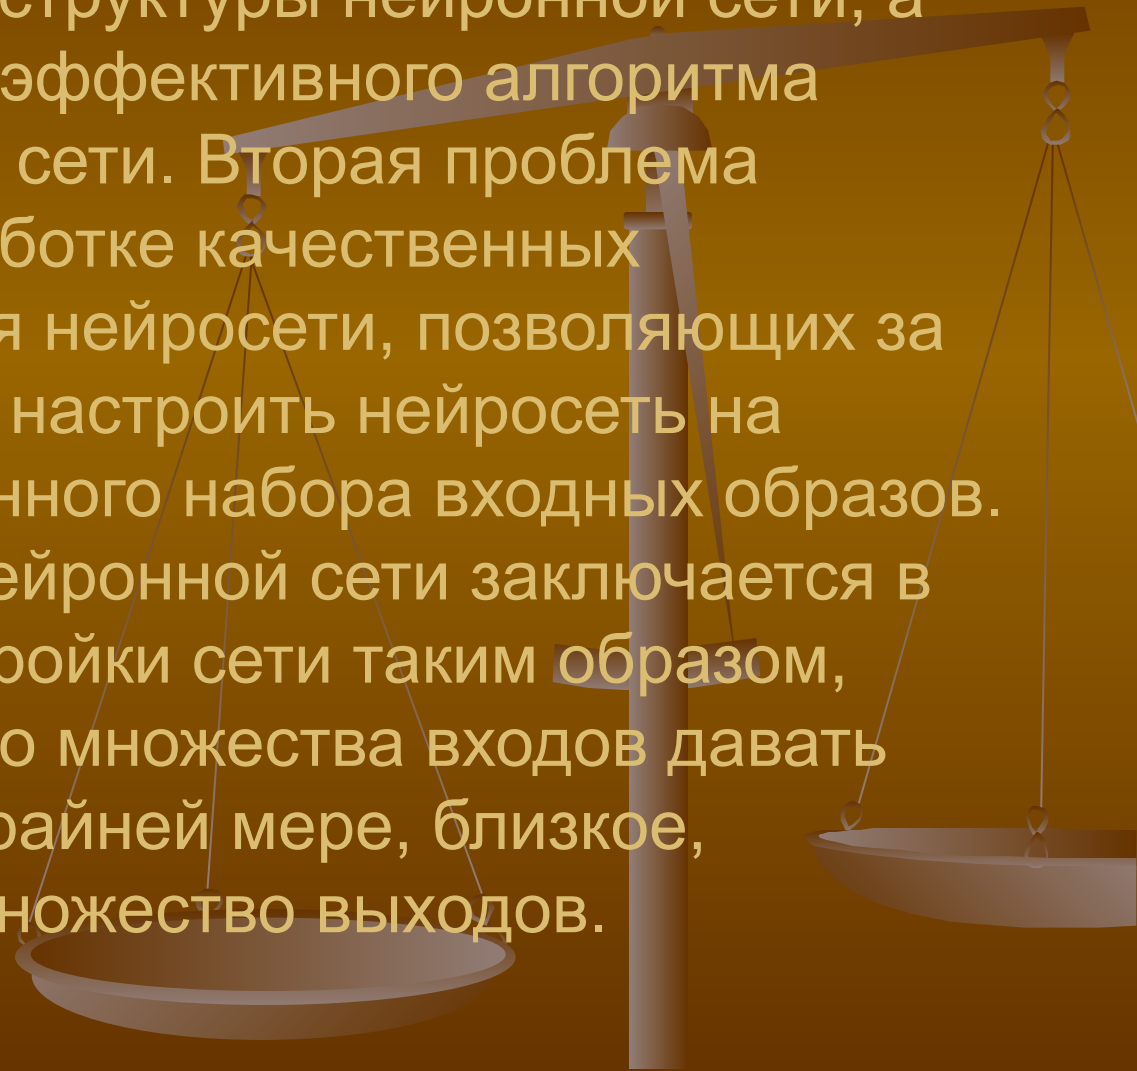 структуры нейронной сети, а
эффективного алгоритма
сети. Вторая проблема
ботке качественных
я нейросети, позволяющих за
настроить нейросеть на
нного набора входных образов.
ейронной сети заключается в
ройки сети таким образом,
о множества входов давать
райней мере, близкое,
ножество выходов.